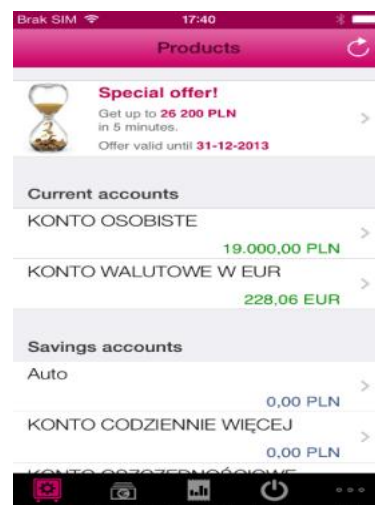 Brak SIM 17:40
Products
Special offer!
Get up to 26 200 PLN
in 5 minutes.
Offer valid until 31-12-2013
Current accounts
KONTO OSOBISTE
19.000,00 PLN
KONTO WALUTOWE W EUR
228,06 EUR
Savings accounts
Auto
0,00 PLN
KONTO CODZIENNIE WIĘCEJ
0,00 PLN
KONTO OSZCZĘDNOŚCIOWE